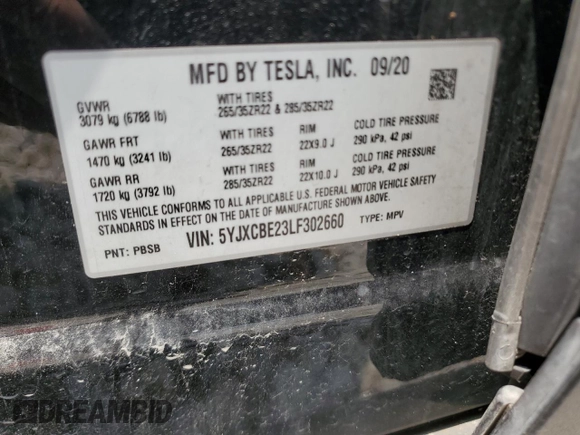 MFD BY TESLA, INC. 09/20
GVWR
3079 kg (6788 lb)
WITH TIRES
265/35ZR22 & 285/35ZR22
GAWR FRT
1470 kg (3241 lb)
WITH TIRES
265/35ZR22
RIM
22X9.0 J
COLD TIRE PRESSURE
290 kPa, 42 psi
GAWR RR
1720 kg (3792 lb)
WITH TIRES
285/35ZR22
RIM
22X10.0 J
COLD TIRE PRESSURE
290 kPa, 42 psi
THIS VEHICLE CONFORMS TO ALL APPLICABLE U.S. FEDERAL MOTOR VEHICLE SAFETY
STANDARDS IN EFFECT ON THE DATE OF MANUFACTURE SHOWN ABOVE.
PNT: PBSB VIN: 5YJXCBE23LF302660 TYPE: MPV
DREAMBID